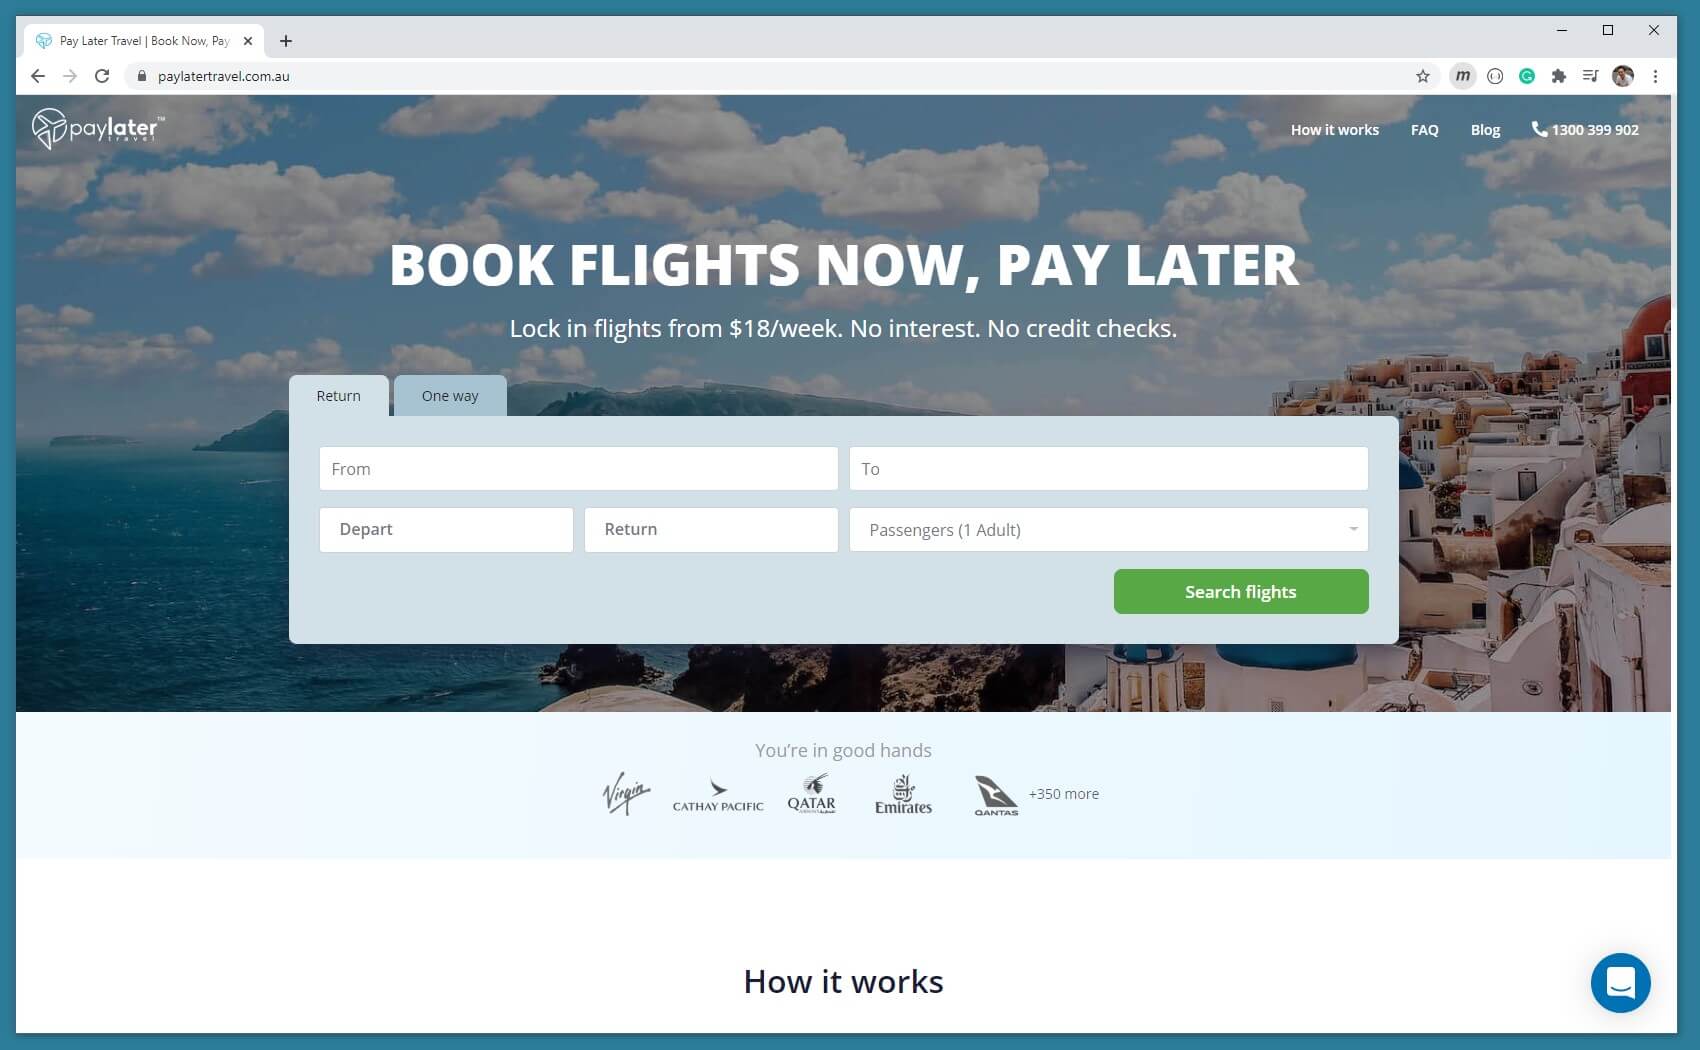 Pay Later Travel | Book Now, Pay
paylatertravel.com.au
m
paylater™
travel
How it works
FAQ
Blog
1300 399 902
BOOK FLIGHTS NOW, PAY LATER
Lock in flights from $18/week. No interest. No credit checks.
Return
One way
From
To
Depart
Return
Passengers (1 Adult)
Search flights
You're in good hands
Virgin
CATHAY PACIFIC
QATAR
Emirates
QANTAS
+350 more
How it works